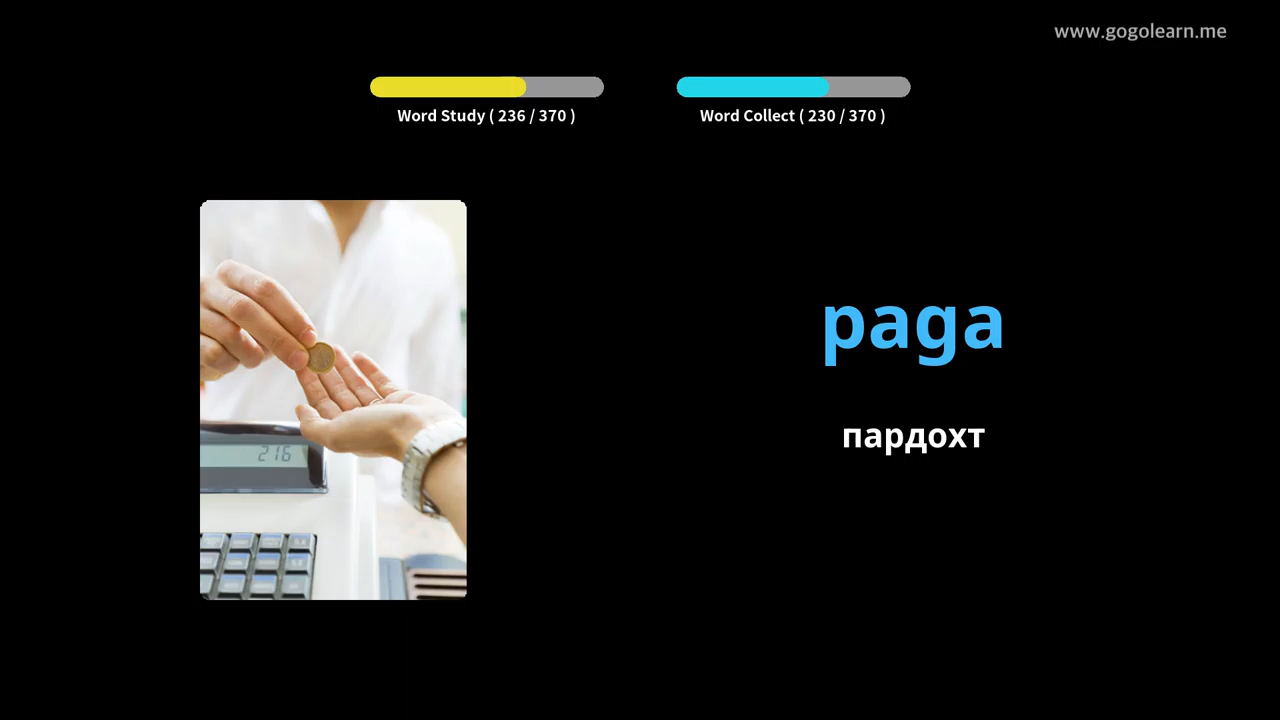 www.gogolearn.me
Word Study ( 236 / 370 )
Word Collect ( 230 / 370 )
paga
216
пардохт